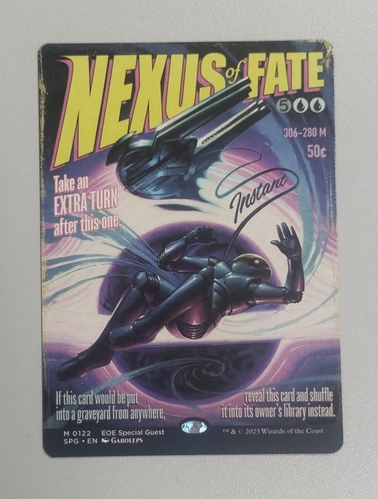 NEXUS of FATE
5
306-280 M
50¢
Take an
EXTRA TURN
after this one.
Instant
If this card would be put
into a graveyard from anywhere,
reveal this card and shuffle
it into its owner's library instead.
M 0122 EOE Special Guest
SPG • EN Gaboleps
™ & © 2025 Wizards of the Coast